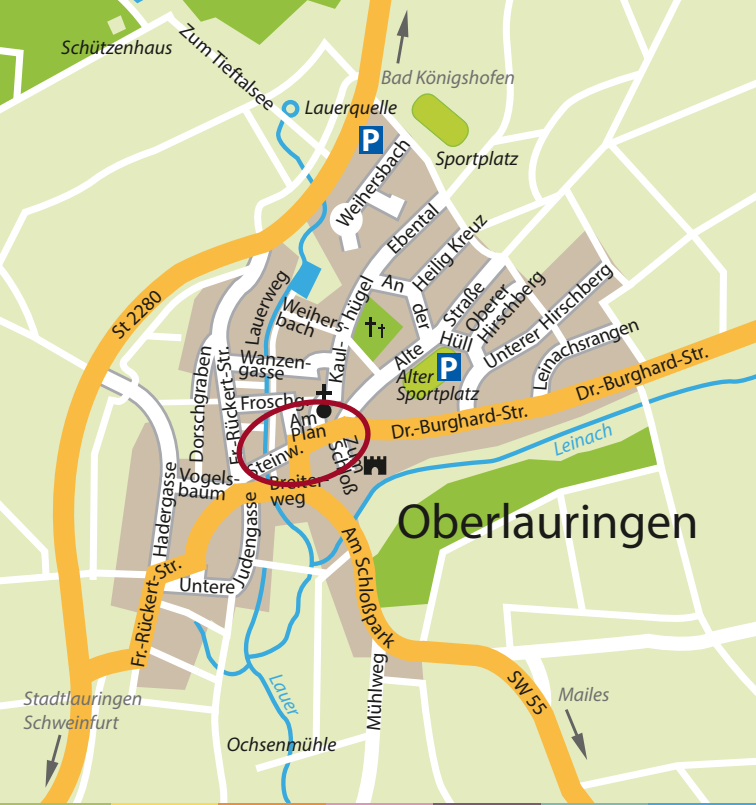 Schützenhaus
Zum Tieftalsee
Bad Königshofen
Lauerquelle
P
Sportplatz
Weihersbach
Ebental
Heilig Kreuz
An
der
St 2280
Lauerweg
Weihers-
bach
Kaul-
hügel
Straße
Oberer
Hirschberg
Unterer Hirschberg
Hüll
Alte
Leinachsrangen
Wanzen-
gasse
P
Alter
Sportplatz
Dr.-Burghard-Str.
Dorschgraben
Fr.-Rückert-Str.
Froschg.
Am
Plan
Dr.-Burghard-Str.
Steinw.
Zum
Schloß
Leinach
Vogels-
baum
Breiter-
weg
Hadergasse
Oberlauringen
Judengasse
Am Schloßpark
Untere
Fr.-Rückert-Str.
Mühlweg
SW 55
Stadtlauringen
Schweinfurt
Lauer
Mailes
Ochsenmühle